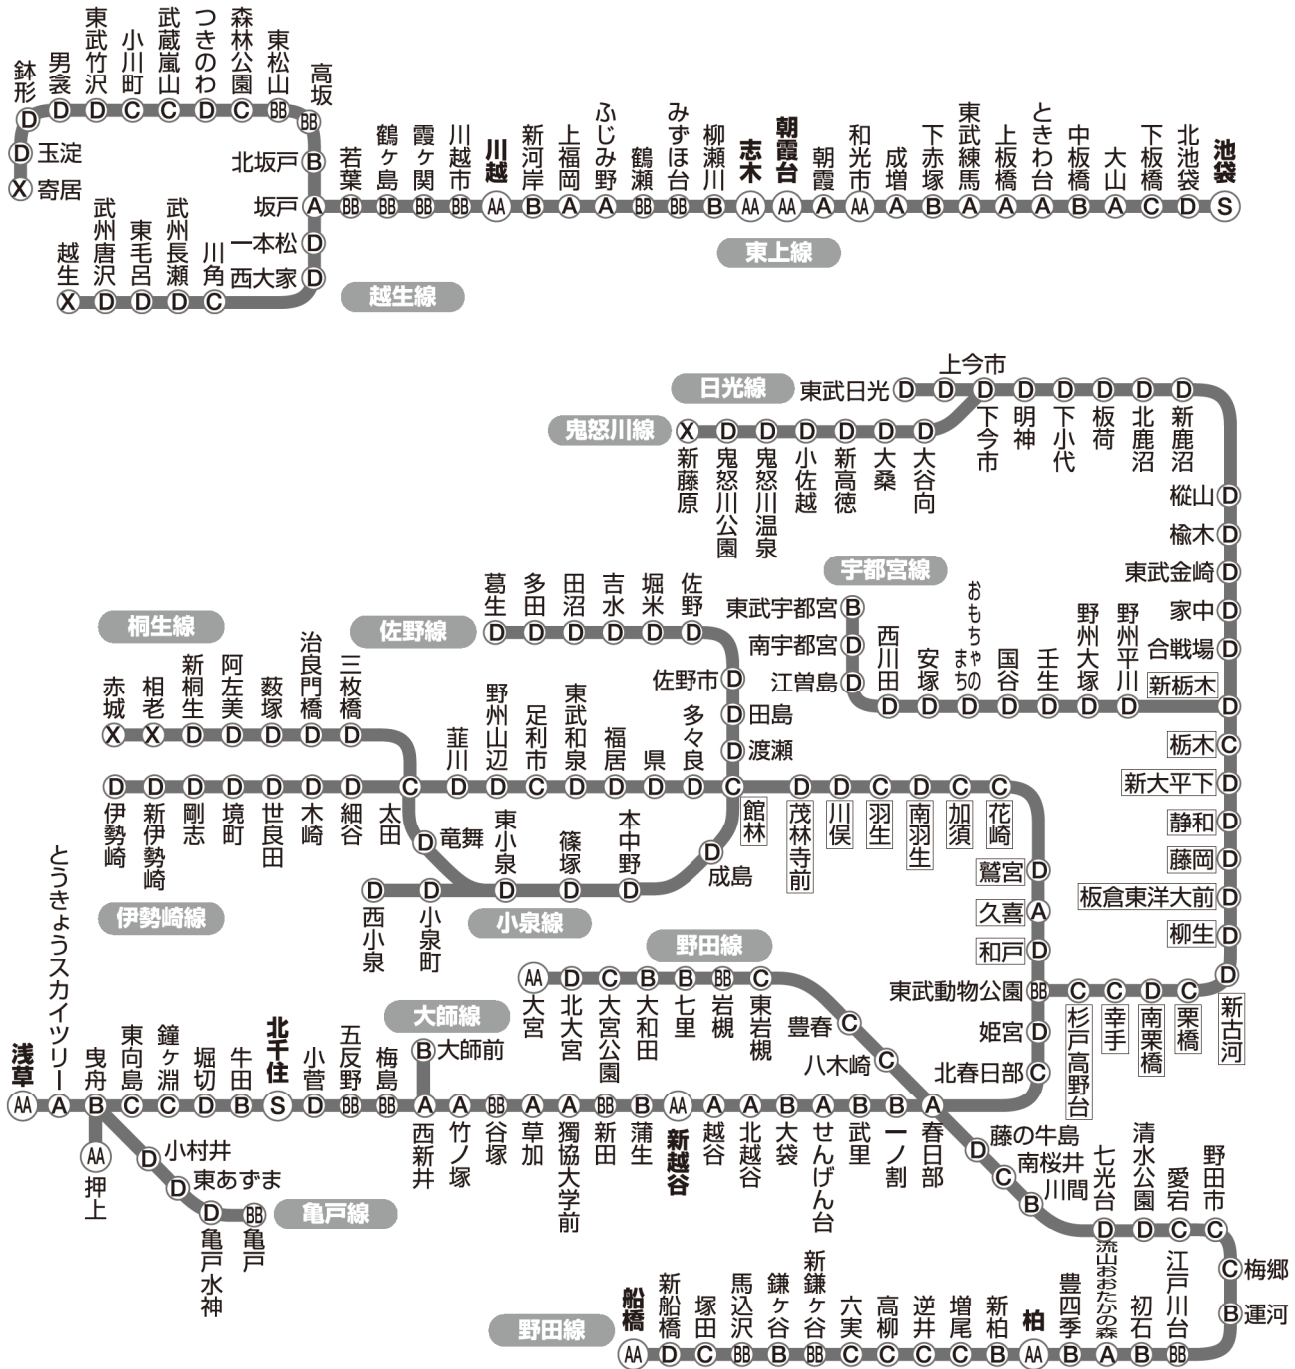 鉢形 D
男衾 D
東武竹沢 D
小川町 C
武蔵嵐山 C
つきのわ D
森林公園 C
東松山 BB
高坂 BB
D 玉淀
X 寄居
北坂戸 B
坂戸 A
若葉 BB
鶴ヶ島 BB
霞ヶ関 BB
川越市 BB
川越 AA
新河岸 B
上福岡 A
ふじみ野 A
鶴瀬 BB
みずほ台 BB
柳瀬川 B
志木 AA
朝霞台 AA
朝霞 A
和光市 AA
成増 A
下赤塚 B
東武練馬 A
上板橋 A
ときわ台 A
中板橋 B
大山 A
下板橋 C
北池袋 D
池袋 S
東上線
一本松 D
西大家 D
川角 C
武州長瀬 D
東毛呂 D
武州唐沢 D
越生 X
越生線
日光線
東武日光 D
上今市 D
下今市 D
明神 D
下小代 D
板荷 D
北鹿沼 D
新鹿沼 D
鬼怒川線
X 新藤原
D 鬼怒川公園
D 鬼怒川温泉
D 小佐越
D 新高徳
D 大桑
D 大谷向
樅山 D
楡木 D
東武金崎 D
家中 D
合戦場 D
新栃木 D
栃木 C
新大平下 D
静和 D
藤岡 D
板倉東洋大前 D
柳生 D
新古河 D
宇都宮線
東武宇都宮 B
南宇都宮 D
江曽島 D
西川田 D
安塚 D
おもちゃのまち D
国谷 D
壬生 D
野州大塚 D
野州平川 D
佐野線
葛生 D
多田 D
田沼 D
吉水 D
堀米 D
佐野 D
佐野市 D
D 田島
D 渡瀬
桐生線
赤城 X
相老 X
新桐生 D
阿左美 D
藪塚 D
治良門橋 D
三枚橋 D
D 伊勢崎
D 新伊勢崎
D 剛志
D 境町
D 世良田
D 木崎
D 細谷
C 太田
韮川 D
野州山辺 D
足利市 C
東武和泉 D
福居 D
県 D
多々良 D
C 館林
D 茂林寺前
D 川俣
C 羽生
D 南羽生
C 加須
C 花崎
鷲宮 D
久喜 A
和戸 D
東武動物公園 BB
C 杉戸高野台
C 幸手
D 南栗橋
C 栗橋
姫宮 D
北春日部 C
伊勢崎線
D 竜舞
D 西小泉
D 小泉町
東小泉 D
篠塚 D
本中野 D
D 成島
小泉線
野田線
AA 大宮
D 北大宮
C 大宮公園
B 大和田
B 七里
BB 岩槻
C 東岩槻
豊春 C
八木崎 C
大師線
B 大師前
浅草 AA
とうきょうスカイツリー A
曳舟 B
東向島 C
鐘ヶ淵 C
堀切 D
牛田 B
北千住 S
小菅 D
五反野 BB
梅島 BB
A 西新井
A 竹ノ塚
BB 谷塚
A 草加
A 獨協大学前
BB 新田
B 蒲生
AA 新越谷
A 越谷
A 北越谷
B 大袋
A せんげん台
B 武里
B 一ノ割
A 春日部
AA 押上
D 小村井
D 東あずま
D 亀戸水神
BB 亀戸
亀戸線
D 藤の牛島
C 南桜井
B 川間
七光台 D
清水公園 D
愛宕 C
野田市 C
C 梅郷
B 運河
野田線
船橋 AA
新船橋 D
塚田 C
馬込沢 BB
鎌ヶ谷 B
新鎌ヶ谷 BB
六実 C
高柳 C
逆井 C
増尾 C
新柏 B
柏 AA
豊四季 B
流山おおたかの森 A
初石 B
江戸川台 BB